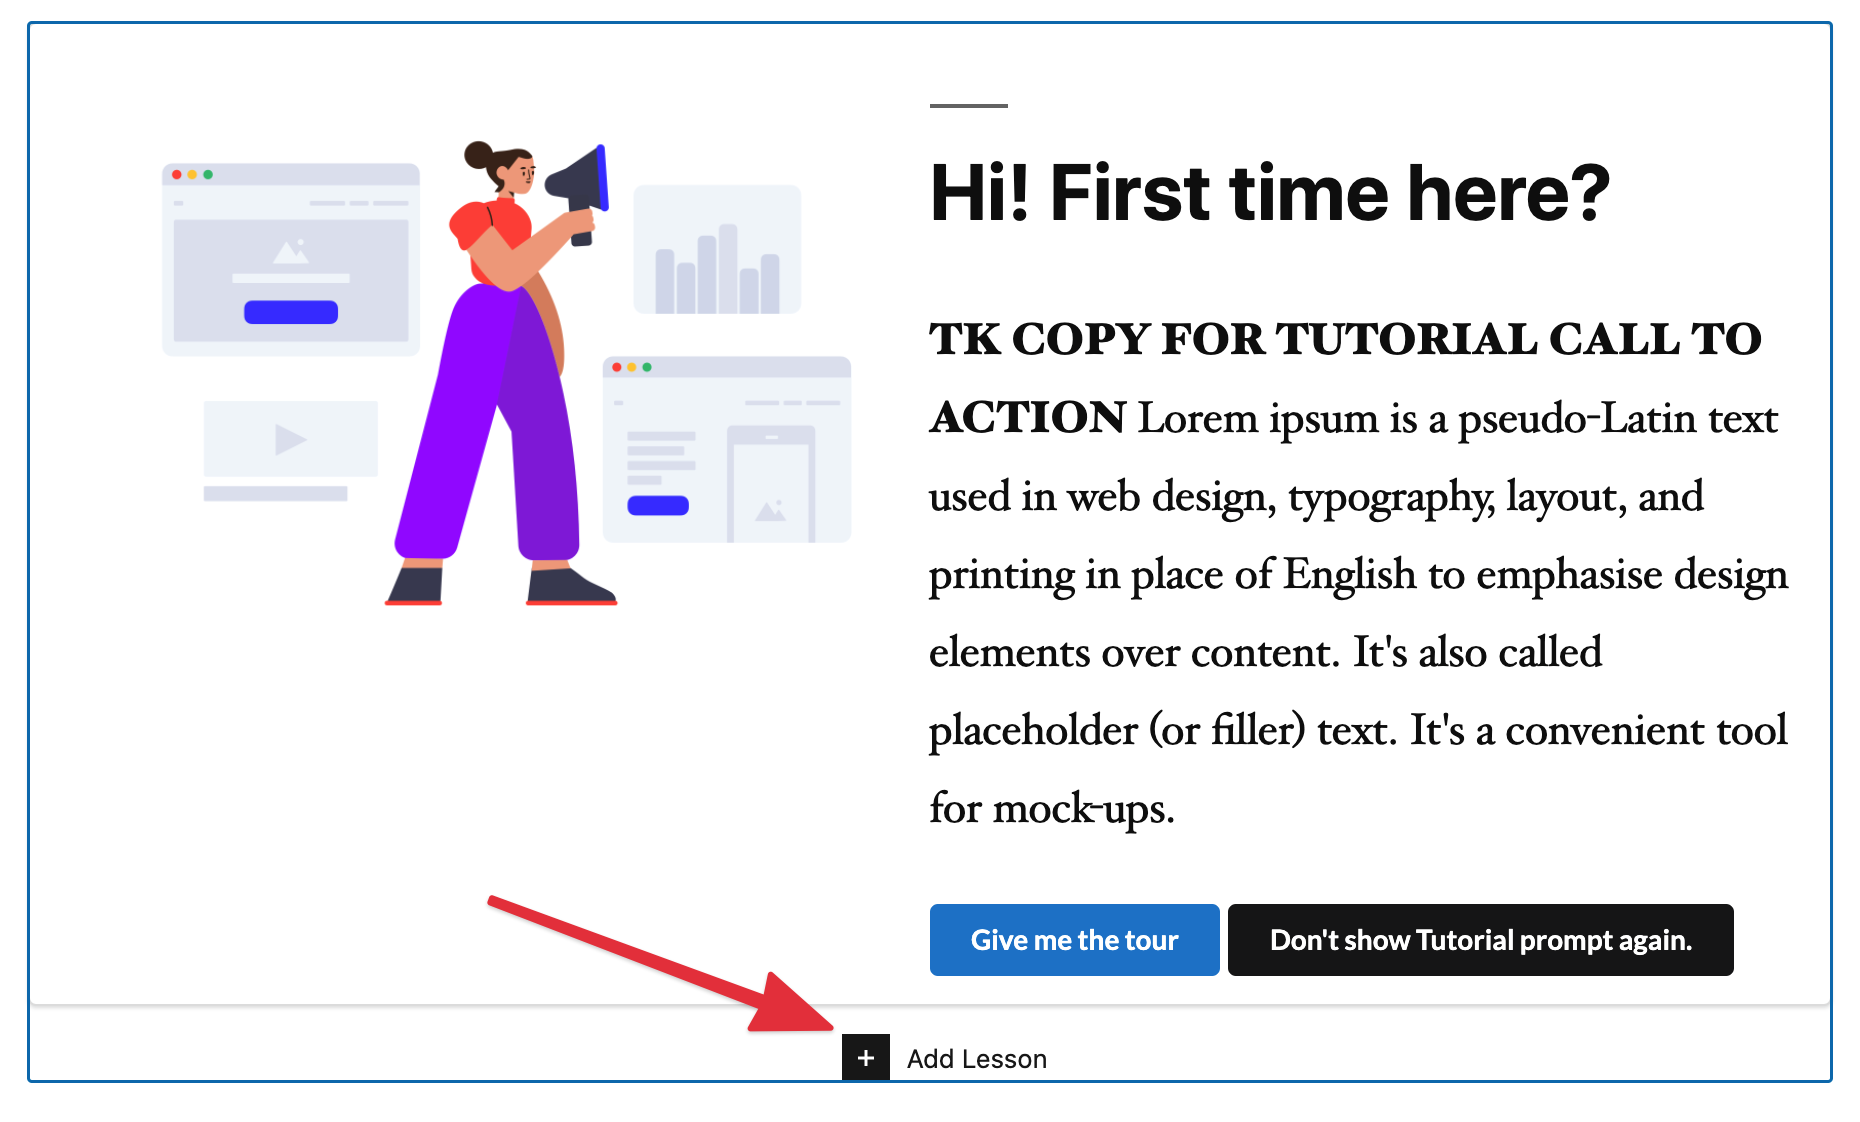 Hi! First time here?
TK COPY FOR TUTORIAL CALL TO
ACTION Lorem ipsum is a pseudo-Latin text
used in web design, typography, layout, and
printing in place of English to emphasise design
elements over content. It's also called
placeholder (or filler) text. It's a convenient tool
for mock-ups.
Give me the tour
Don't show Tutorial prompt again.
+ Add Lesson